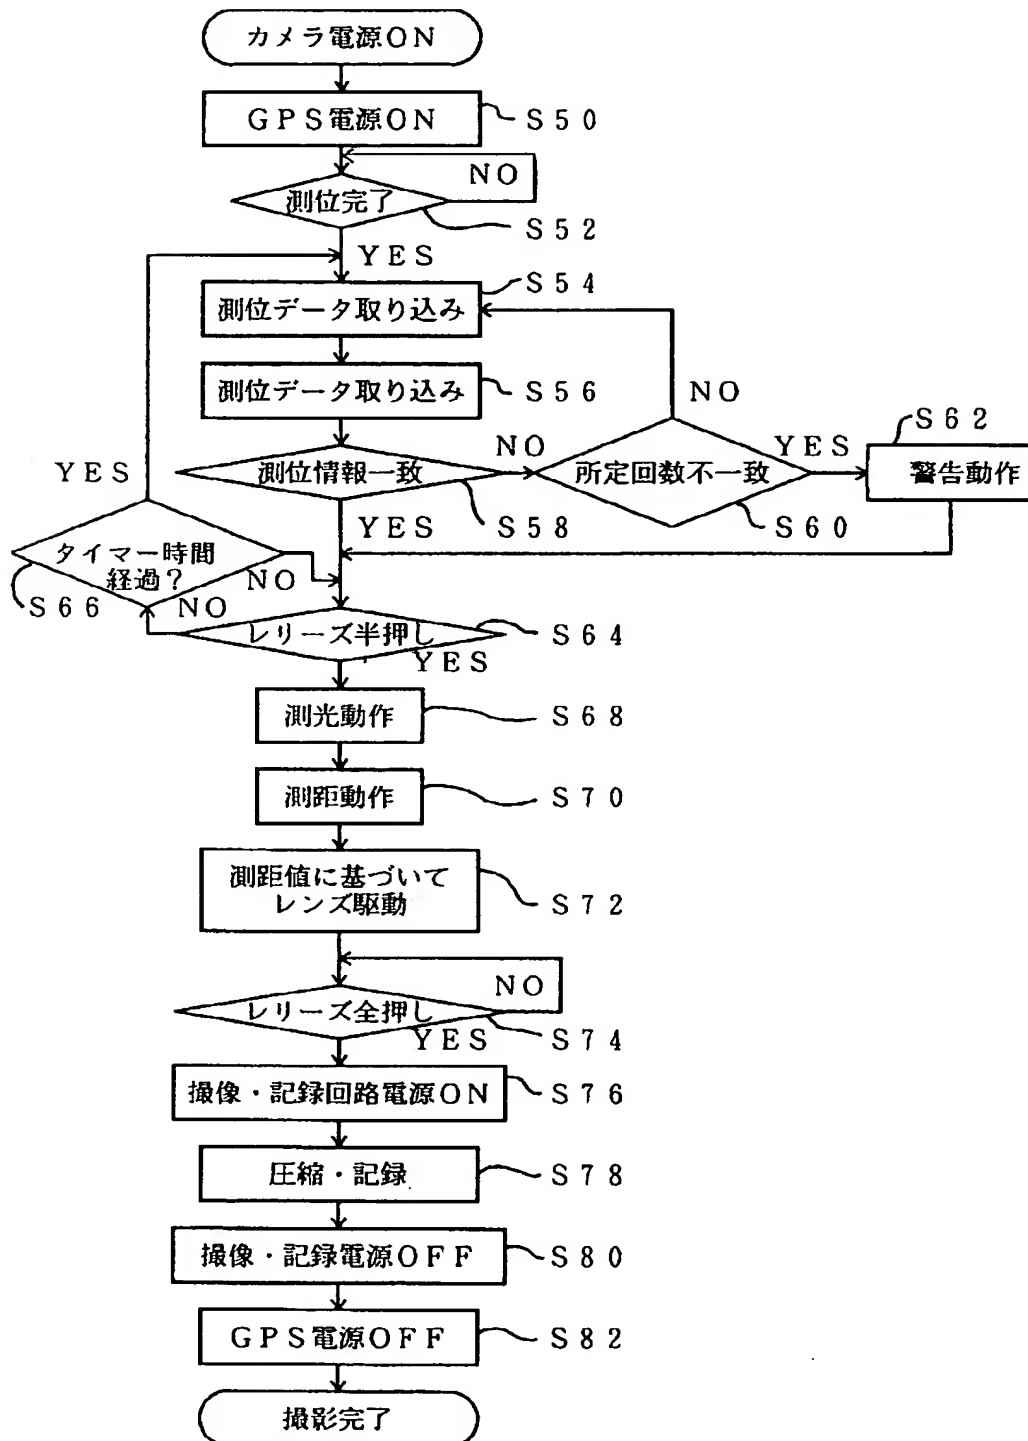 カメラ電源ON
GPS電源ON
S50
NO
測位完了
S52
YES
S54
測位データ取り込み
測位データ取り込み
S56
NO
S62
YES
NO
YES
測位情報一致
所定回数不一致
警告動作
S58
S60
YES
タイマー時間
経過?
NO
S66
NO
レリーズ半押し
S64
YES
測光動作
S68
測距動作
S70
測距値に基づいて
レンズ駆動
S72
NO
レリーズ全押し
YES
S74
撮像・記録回路電源ON
S76
圧縮・記録
S78
撮像・記録電源OFF
S80
GPS電源OFF
S82
撮影完了